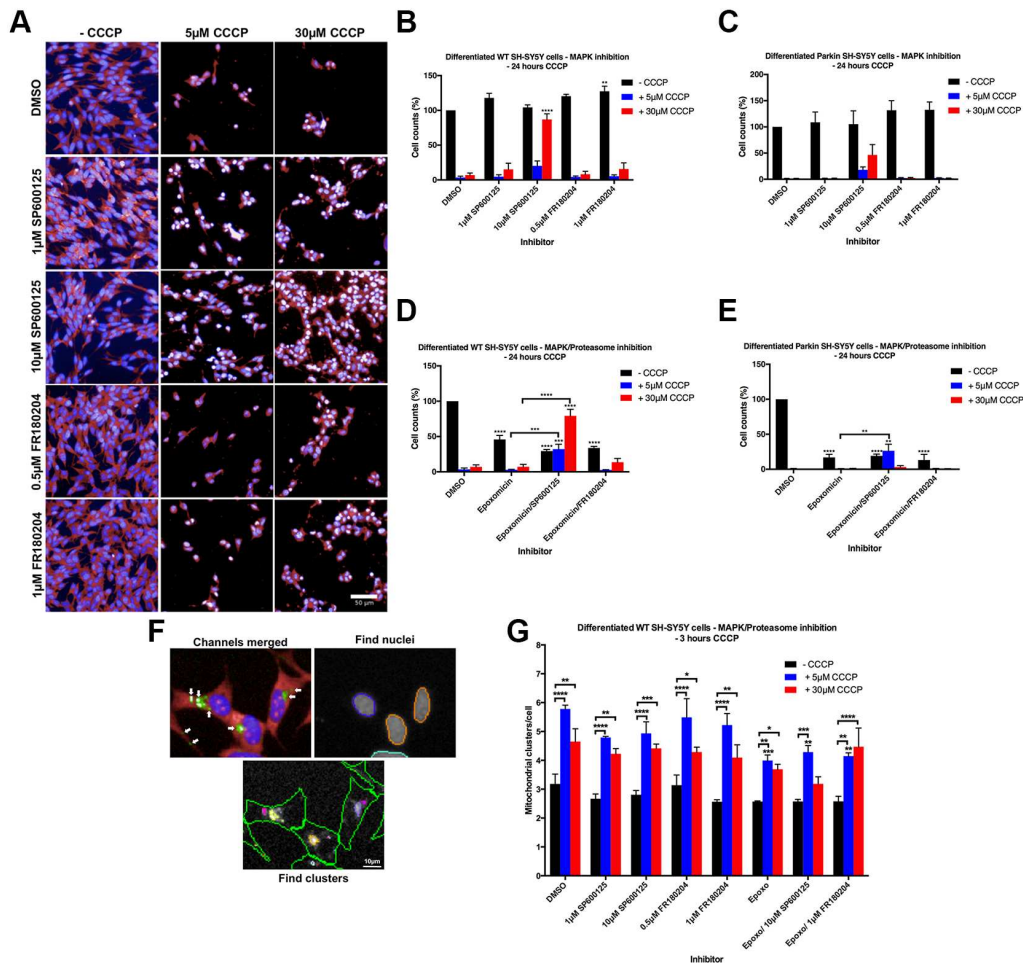 A
- CCCP 5µM CCCP 30µM CCCP
DMSO
1µM SP600125
10µM SP600125
0.5µM FR180204
1µM FR180204
50 µm
B
Differentiated WT SH-SY5Y cells - MAPK inhibition
- 24 hours CCCP
Cell counts (%)
150
100
50
0
**
****
- CCCP
+ 5µM CCCP
+ 30µM CCCP
DMSO
1µM SP600125
10µM SP600125
0.5µM FR180204
1µM FR180204
Inhibitor
C
Differentiated Parkin SH-SY5Y cells - MAPK inhibition
- 24 hours CCCP
Cell counts (%)
200
150
100
50
0
- CCCP
+ 5µM CCCP
+ 30µM CCCP
DMSO
1µM SP600125
10µM SP600125
0.5µM FR180204
1µM FR180204
Inhibitor
D
Differentiated WT SH-SY5Y cells - MAPK/Proteasome inhibition
- 24 hours CCCP
Cell counts (%)
150
100
50
0
**** ****
***
**** **** *** ****
- CCCP
+ 5µM CCCP
+ 30µM CCCP
DMSO
Epoxomicin
Epoxomicin/SP600125
Epoxomicin/FR180204
Inhibitor
E
Differentiated Parkin SH-SY5Y cells - MAPK/Proteasome inhibition
- 24 hours CCCP
Cell counts (%)
150
100
50
0
**
**** **** ** ****
- CCCP
+ 5µM CCCP
+ 30µM CCCP
DMSO
Epoxomicin
Epoxomicin/SP600125
Epoxomicin/FR180204
Inhibitor
F
Channels merged
Find nuclei
10µm
Find clusters
G
Differentiated WT SH-SY5Y cells - MAPK/Proteasome inhibition
- 3 hours CCCP
Mitochondrial clusters/cell
8
7
6
5
4
3
2
1
0
- CCCP
+ 5µM CCCP
+ 30µM CCCP
** ** *** * ** * *** ****
**** **** **** **** **** ** ** **
*** **
DMSO
1µM SP600125
10µM SP600125
0.5µM FR180204
1µM FR180204
Epoxo
Epoxo/ 10µM SP600125
Epoxo/ 1µM FR180204
Inhibitor